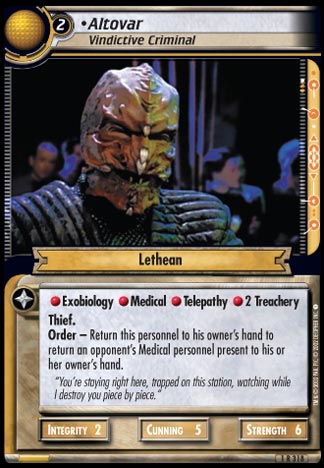 2 •Altovar
Vindictive Criminal
Lethean
Exobiology Medical Telepathy 2 Treachery
Thief.
Order – Return this personnel to his owner's hand to
return an opponent's Medical personnel present to his or
her owner's hand.
"You're staying right here, trapped on this station, watching while
I destroy you piece by piece."
INTEGRITY 2 CUNNING 5 STRENGTH 6
1 R 318